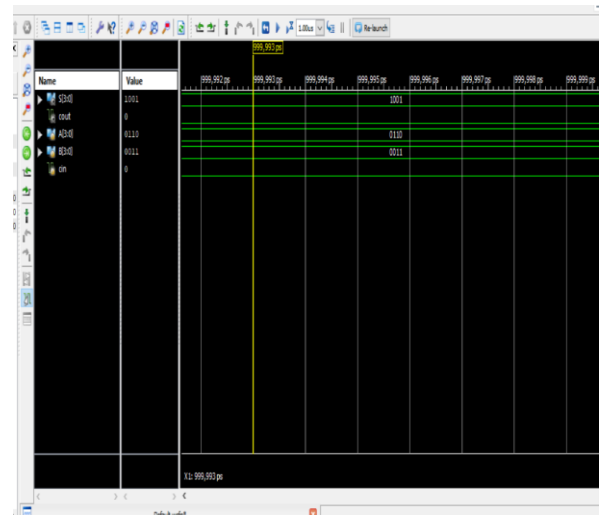 1.00us Re-launch
999,993 ps
Name Value 999,992 ps 999,993 ps 999,994 ps 999,995 ps 999,996 ps 999,997 ps 999,998 ps 999,999 ps
S[3:0] 1001 1001
cout 0
A[3:0] 0110 0110
B[3:0] 0011 0011
cin 0
X1: 999,993 ps